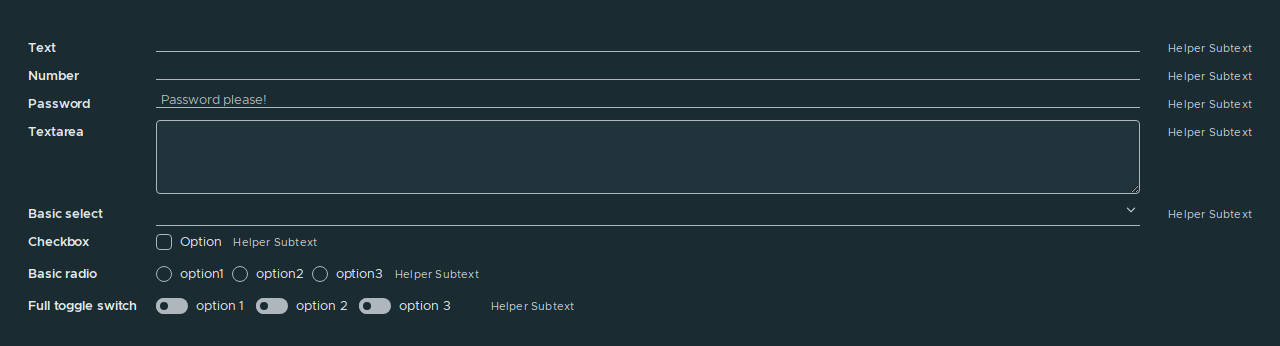 Text Helper Subtext
Number Helper Subtext
Password Password please! Helper Subtext
Textarea Helper Subtext
Basic select Helper Subtext
Checkbox Option Helper Subtext
Basic radio option1 option2 option3 Helper Subtext
Full toggle switch option 1 option 2 option 3 Helper Subtext